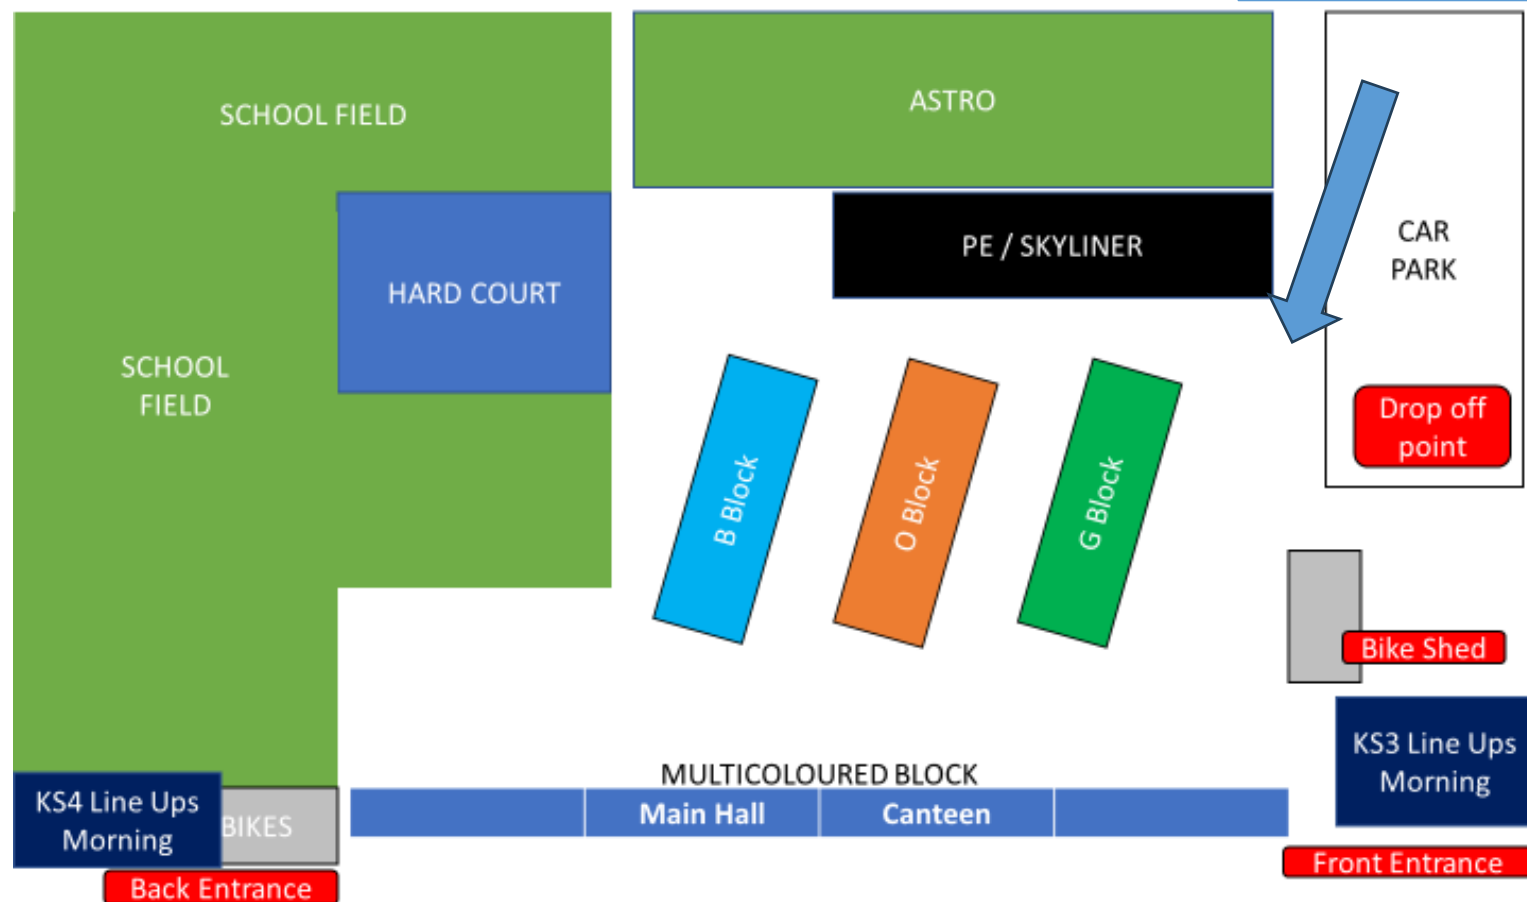 SCHOOL FIELD
ASTRO
PE / SKYLINER
CAR
PARK
HARD COURT
SCHOOL
FIELD
Drop off
point
B Block
O Block
G Block
Bike Shed
KS3 Line Ups
Morning
MULTICOLOURED BLOCK
Main Hall
Canteen
KS4 Line Ups
Morning
BIKES
Front Entrance
Back Entrance